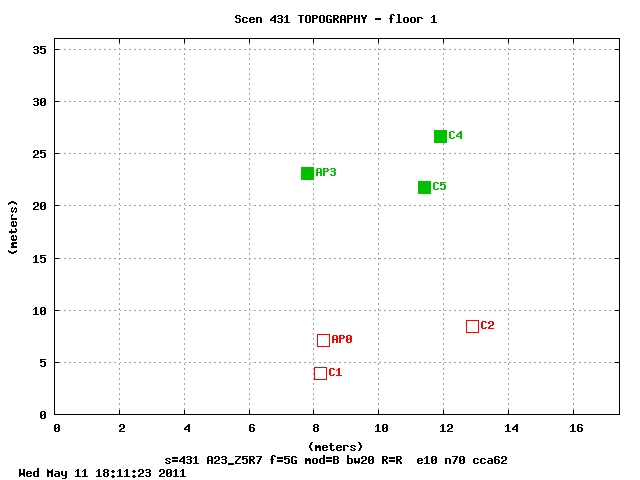 Scen 431 TOPOGRAPHY - floor 1
35
30
C4
25
AP3
C5
20
(meters)
15
10
C2
AP0
5
C1
0
0 2 4 6 8 10 12 14 16
(meters)
s=431 A23_Z5R7 f=5G mod=B bw20 R=R e10 n70 cca62
Wed May 11 18:11:23 2011